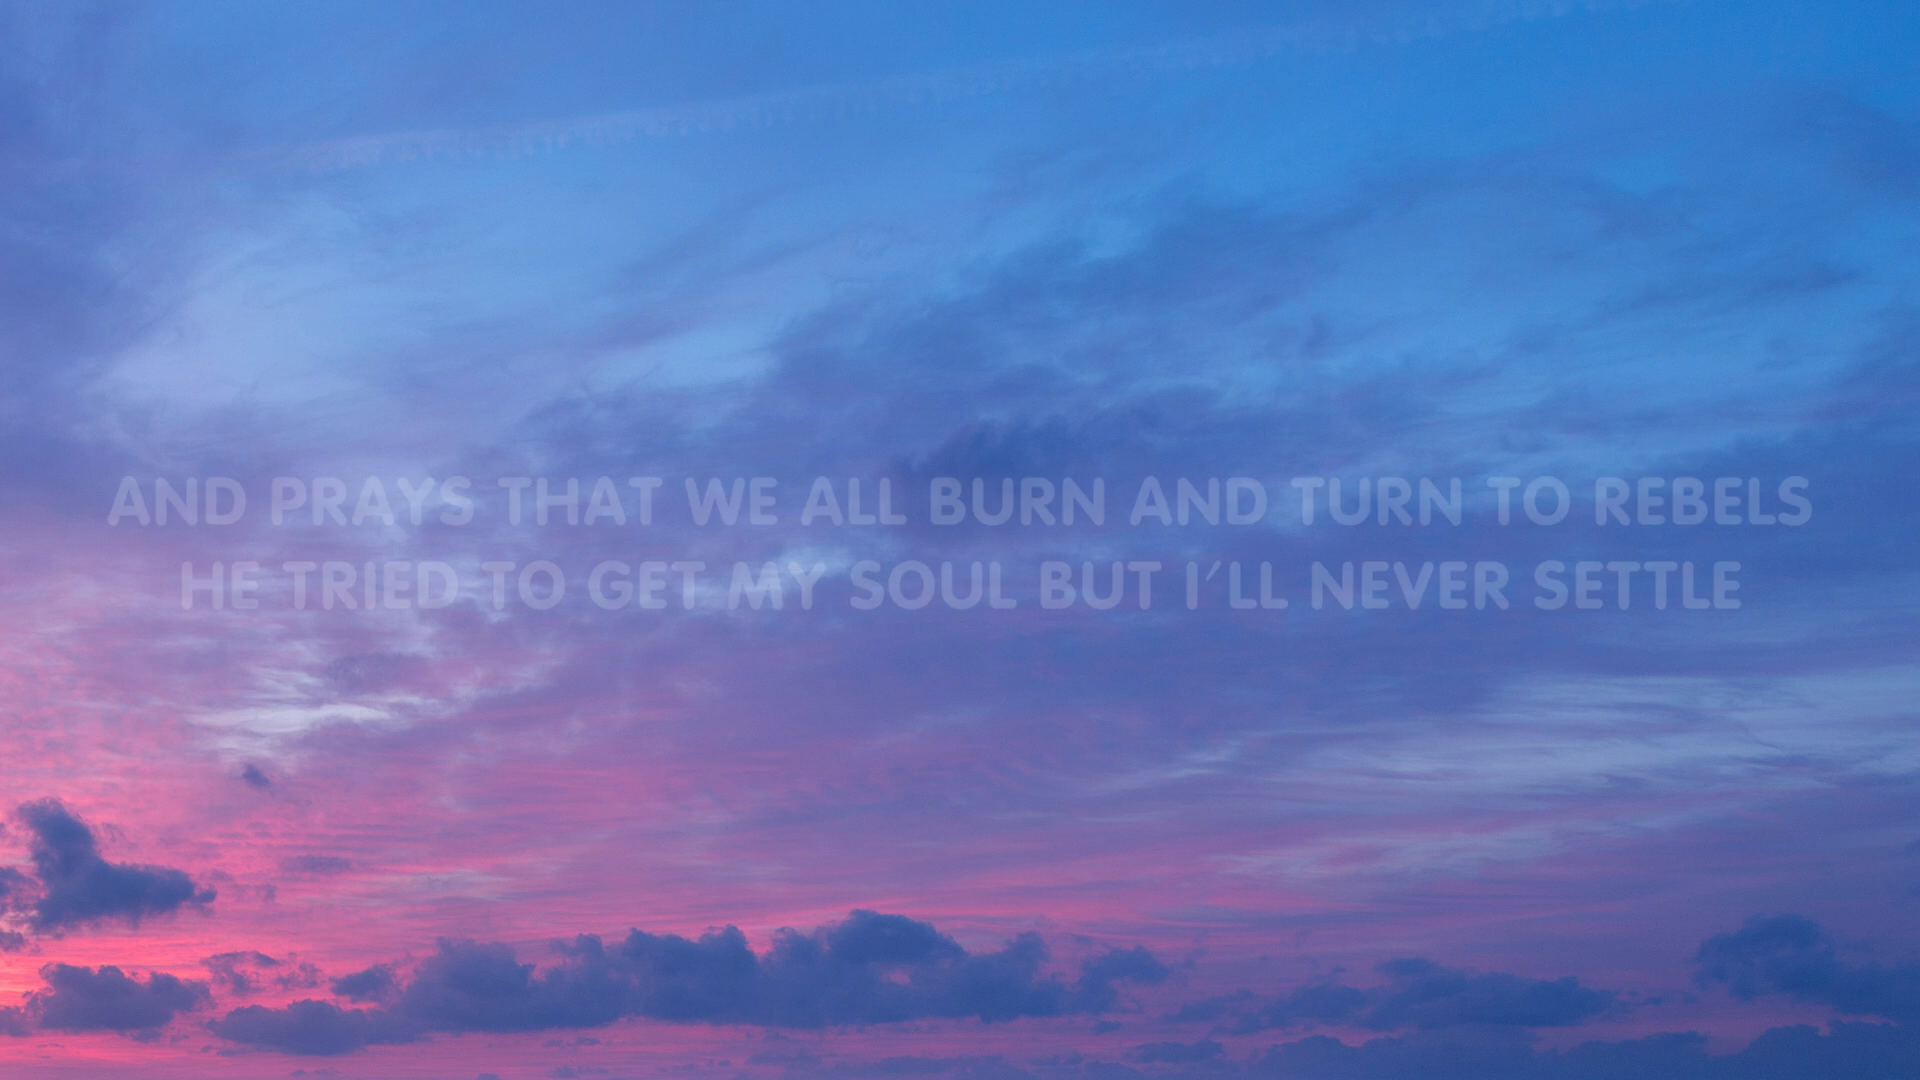 AND PRAYS THAT WE ALL BURN AND TURN TO REBELS
HE TRIED TO GET MY SOUL BUT I'LL NEVER SETTLE